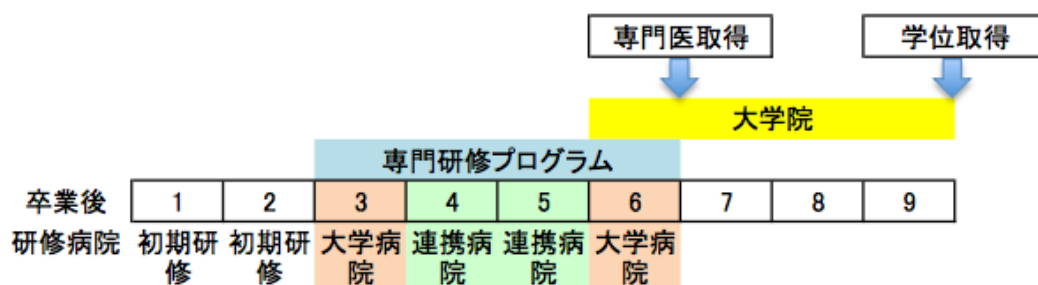 専門医取得 学位取得
大学院
専門研修プログラム
卒業後 1 2 3 4 5 6 7 8 9
研修病院 初期研修 初期研修 大学病院 連携病院 連携病院 大学病院